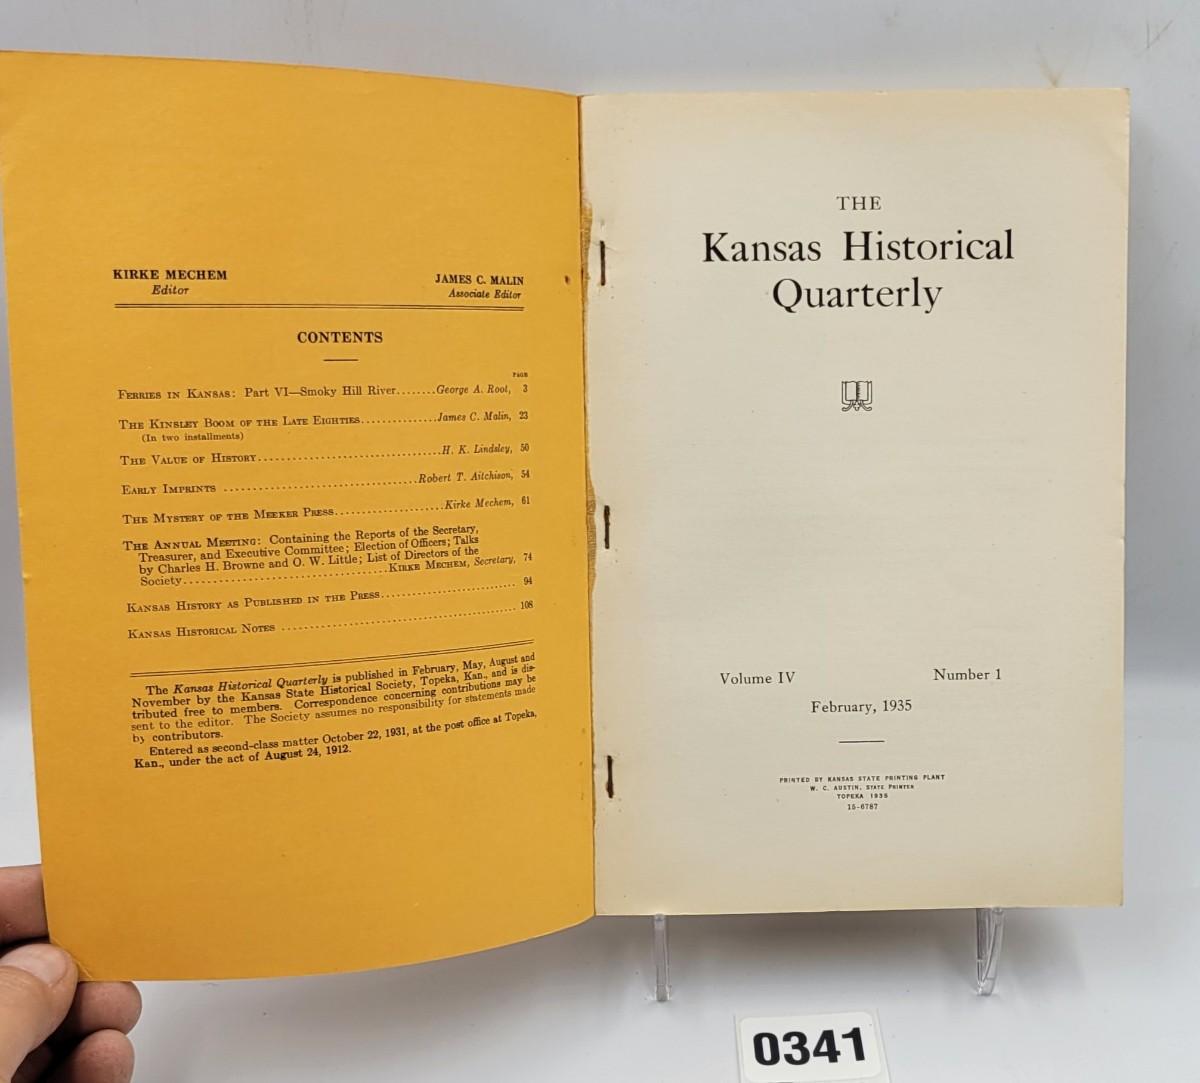 KIRKE MECHEM
Editor
JAMES C. MALIN
Associate Editor
CONTENTS
PAGE
FERRIES IN KANSAS: Part VI—Smoky Hill River........George A. Root, 3
THE KINSLEY BOOM OF THE LATE EIGHTIES..............James C. Malin, 23
(In two installments)
THE VALUE OF HISTORY..................................H. K. Lindsley, 50
EARLY IMPRINTS ....................................Robert T. Aitchison, 54
THE MYSTERY OF THE MEEKER PRESS....................Kirke Mechem, 61
THE ANNUAL MEETING: Containing the Reports of the Secretary,
Treasurer, and Executive Committee; Election of Officers; Talks
by Charles H. Browne and O. W. Little; List of Directors of the
Society....................................KIRKE MECHEM, Secretary, 74
KANSAS HISTORY AS PUBLISHED IN THE PRESS......................... 94
KANSAS HISTORICAL NOTES ........................................... 108
The Kansas Historical Quarterly is published in February, May, August and
November by the Kansas State Historical Society, Topeka, Kan., and is dis-
tributed free to members. Correspondence concerning contributions may be
sent to the editor. The Society assumes no responsibility for statements made
by contributors.
Entered as second-class matter October 22, 1931, at the post office at Topeka,
Kan., under the act of August 24, 1912.
THE
Kansas Historical
Quarterly
Volume IV Number 1
February, 1935
PRINTED BY KANSAS STATE PRINTING PLANT
W. C. AUSTIN, STATE PRINTER
TOPEKA 1935
15-6787
0341